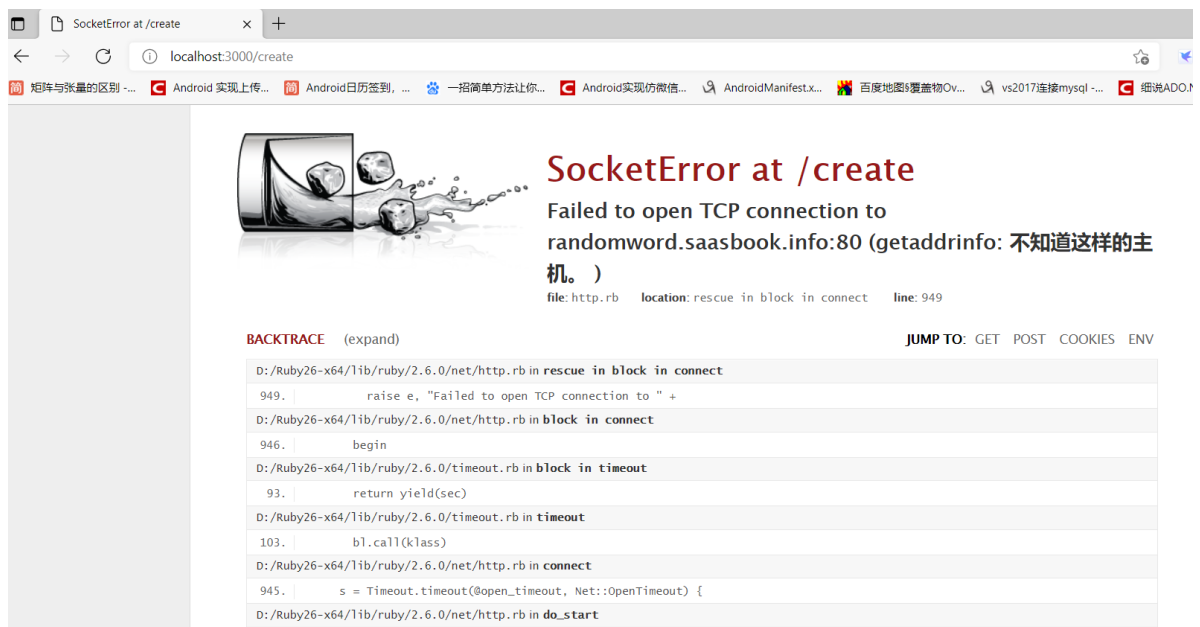 SocketError at /create
localhost:3000/create
矩阵与张量的区别 -... Android 实现上传... Android日历签到，... 一招简单方法让你... Android实现仿微信... AndroidManifest.x... 百度地图§覆盖物Ov... vs2017连接mysql -... 细说ADO.N
SocketError at /create
Failed to open TCP connection to
randomword.saasbook.info:80 (getaddrinfo: 不知道这样的主
机。 )
file: http.rb location: rescue in block in connect line: 949
BACKTRACE (expand) JUMP TO: GET POST COOKIES ENV
D:/Ruby26-x64/lib/ruby/2.6.0/net/http.rb in rescue in block in connect
949. raise e, "Failed to open TCP connection to " +
D:/Ruby26-x64/lib/ruby/2.6.0/net/http.rb in block in connect
946. begin
D:/Ruby26-x64/lib/ruby/2.6.0/timeout.rb in block in timeout
93. return yield(sec)
D:/Ruby26-x64/lib/ruby/2.6.0/timeout.rb in timeout
103. bl.call(klass)
D:/Ruby26-x64/lib/ruby/2.6.0/net/http.rb in connect
945. s = Timeout.timeout(@open_timeout, Net::OpenTimeout) {
D:/Ruby26-x64/lib/ruby/2.6.0/net/http.rb in do_start